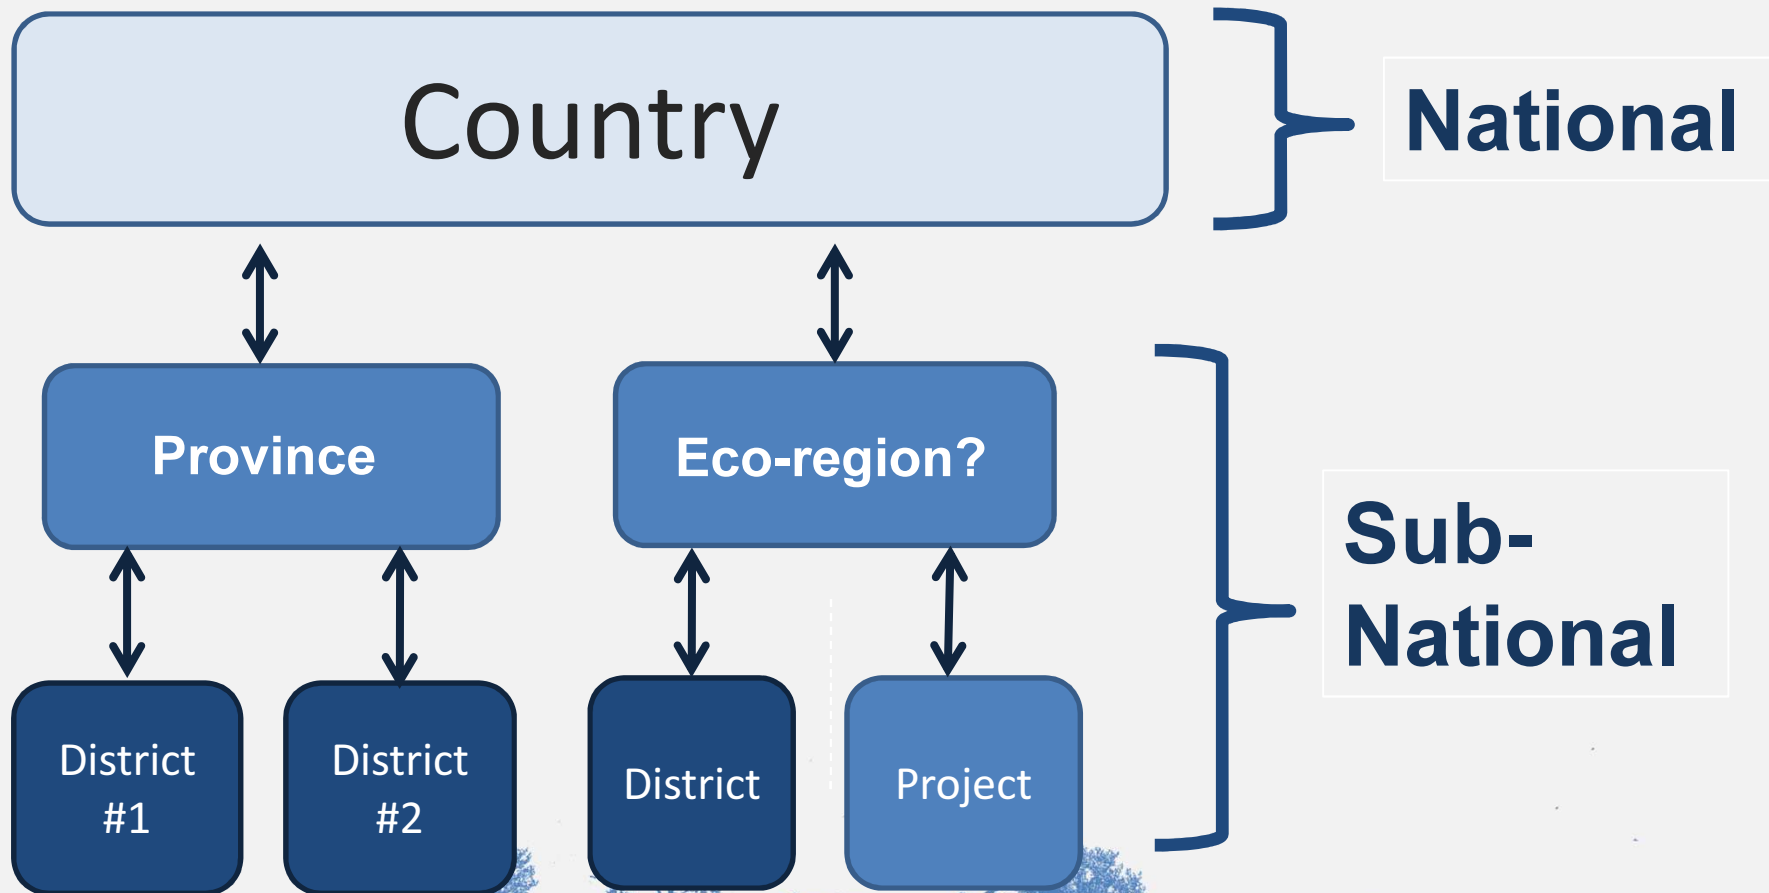 Country
National
Province
Eco-region?
Sub-
National
District
#1
District
#2
District
Project